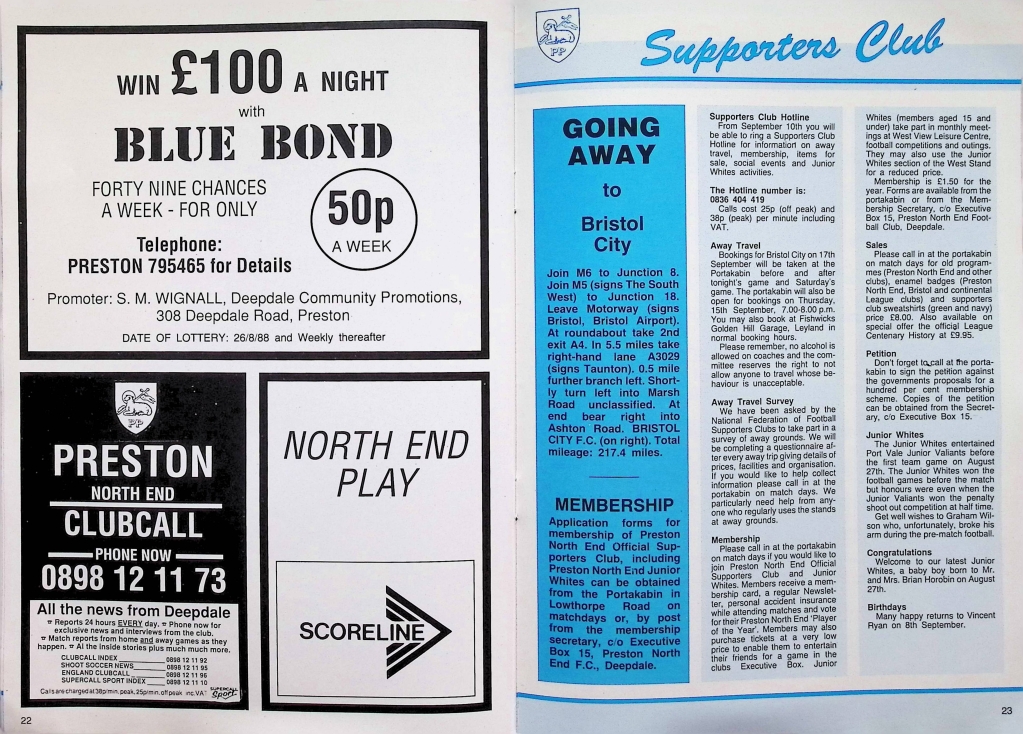 WIN £100 A NIGHT
with
BLUE BOND
FORTY NINE CHANCES
A WEEK - FOR ONLY
50p
A WEEK
Telephone:
PRESTON 795465 for Details
Promoter: S. M. WIGNALL, Deepdale Community Promotions,
308 Deepdale Road, Preston
DATE OF LOTTERY: 26/8/88 and Weekly thereafter
PP
PRESTON
NORTH END
CLUBCALL
PHONE NOW
0898 12 11 73
All the news from Deepdale
Reports 24 hours EVERY day. Phone now for
exclusive news and interviews from the club.
Match reports from home and away games as they
happen. Al the inside stories plus much much more.
CLUBCALL INDEX 0898 12 11 92
SHOOT SOCCER NEWS 0898 12 11 95
ENGLAND CLUBCALL 0898 12 11 96
SUPERCALL SPORT INDEX 0898 12 11 10
Calls are charged at 38p/min. peak, 25p/min. off peak inc. VAT
SUPERCALL
Sport
NORTH END
PLAY
SCORELINE
22
PP
Supporters Club
GOING
AWAY
to
Bristol
City
Join M6 to Junction 8.
Join M5 (signs The South
West) to Junction 18.
Leave Motorway (signs
Bristol, Bristol Airport).
At roundabout take 2nd
exit A4. In 5.5 miles take
right-hand lane A3029
(signs Taunton). 0.5 mile
further branch left. Short-
ly turn left into Marsh
Road unclassified. At
end bear right into
Ashton Road. BRISTOL
CITY F.C. (on right). Total
mileage: 217.4 miles.
MEMBERSHIP
Application forms for
membership of Preston
North End Official Sup-
porters Club, including
Preston North End Junior
Whites can be obtained
from the Portakabin in
Lowthorpe Road on
matchdays or, by post
from the membership
secretary, c/o Executive
Box 15, Preston North
End F.C., Deepdale.
Supporters Club Hotline
From September 10th you will
be able to ring a Supporters Club
Hotline for information on away
travel, membership, items for
sale, social events and Junior
Whites activities.
The Hotline number is:
0836 404 419
Calls cost 25p (off peak) and
38p (peak) per minute including
VAT.
Away Travel
Bookings for Bristol City on 17th
September will be taken at the
Portakabin before and after
tonight's game and Saturday's
game. The portakabin will also be
open for bookings on Thursday,
15th September, 7.00-8.00 p.m.
You may also book at Fishwicks
Golden Hill Garage, Leyland in
normal booking hours.
Please remember, no alcohol is
allowed on coaches and the com-
mittee reserves the right to not
allow anyone to travel whose be-
haviour is unacceptable.
Away Travel Survey
We have been asked by the
National Federation of Football
Supporters Clubs to take part in a
survey of away grounds. We will
be completing a questionnaire af-
ter every away trip giving details of
prices, facilities and organisation.
If you would like to help collect
information please call in at the
portakabin on match days. We
particularly need help from any-
one who regularly uses the stands
at away grounds.
Membership
Please call in at the portakabin
on match days if you would like to
join Preston North End Official
Supporters Club and Junior
Whites. Members receive a mem-
bership card, a regular Newslet-
ter, personal accident insurance
while attending matches and vote
for their Preston North End 'Player
of the Year'. Members may also
purchase tickets at a very low
price to enable them to entertain
their friends for a game in the
clubs Executive Box. Junior
Whites (members aged 15 and
under) take part in monthly meet-
ings at West View Leisure Centre,
football competitions and outings.
They may also use the Junior
Whites section of the West Stand
for a reduced price.
Membership is £1.50 for the
year. Forms are available from the
portakabin or from the Mem-
bership Secretary, c/o Executive
Box 15, Preston North End Foot-
ball Club, Deepdale.
Sales
Please call in at the portakabin
on match days for old program-
mes (Preston North End and other
clubs), enamel badges (Preston
North End, Bristol and continental
League clubs) and supporters
club sweatshirts (green and navy)
price £8.00. Also available on
special offer the official League
Centenary History at £9.95.
Petition
Don't forget to call at the porta-
kabin to sign the petition against
the governments proposals for a
hundred per cent membership
scheme. Copies of the petition
can be obtained from the Secret-
ary, c/o Executive Box 15.
Junior Whites
The Junior Whites entertained
Port Vale Junior Valiants before
the first team game on August
27th. The Junior Whites won the
football games before the match
but honours were even when the
Junior Valiants won the penalty
shoot out competition at half time.
Get well wishes to Graham Wil-
son who, unfortunately, broke his
arm during the pre-match football.
Congratulations
Welcome to our latest Junior
Whites, a baby boy born to Mr.
and Mrs. Brian Horobin on August
27th.
Birthdays
Many happy returns to Vincent
Ryan on 8th September.
23